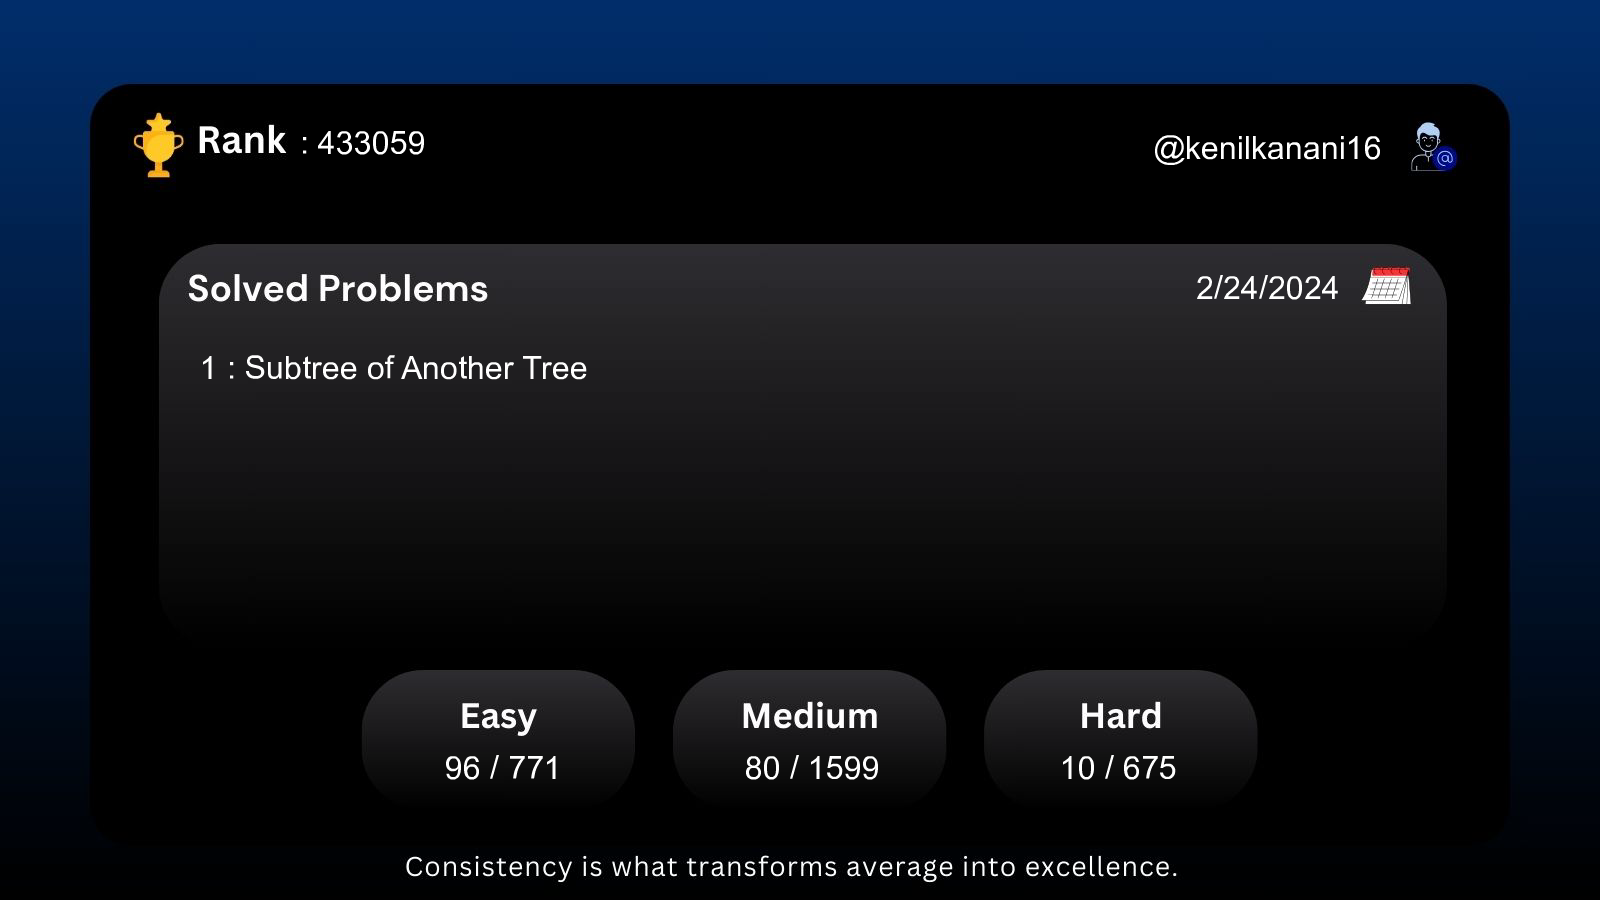 Rank : 433059
@kenilkanani16
@
Solved Problems
2/24/2024
1 : Subtree of Another Tree
Easy
96 / 771
Medium
80 / 1599
Hard
10 / 675
Consistency is what transforms average into excellence.